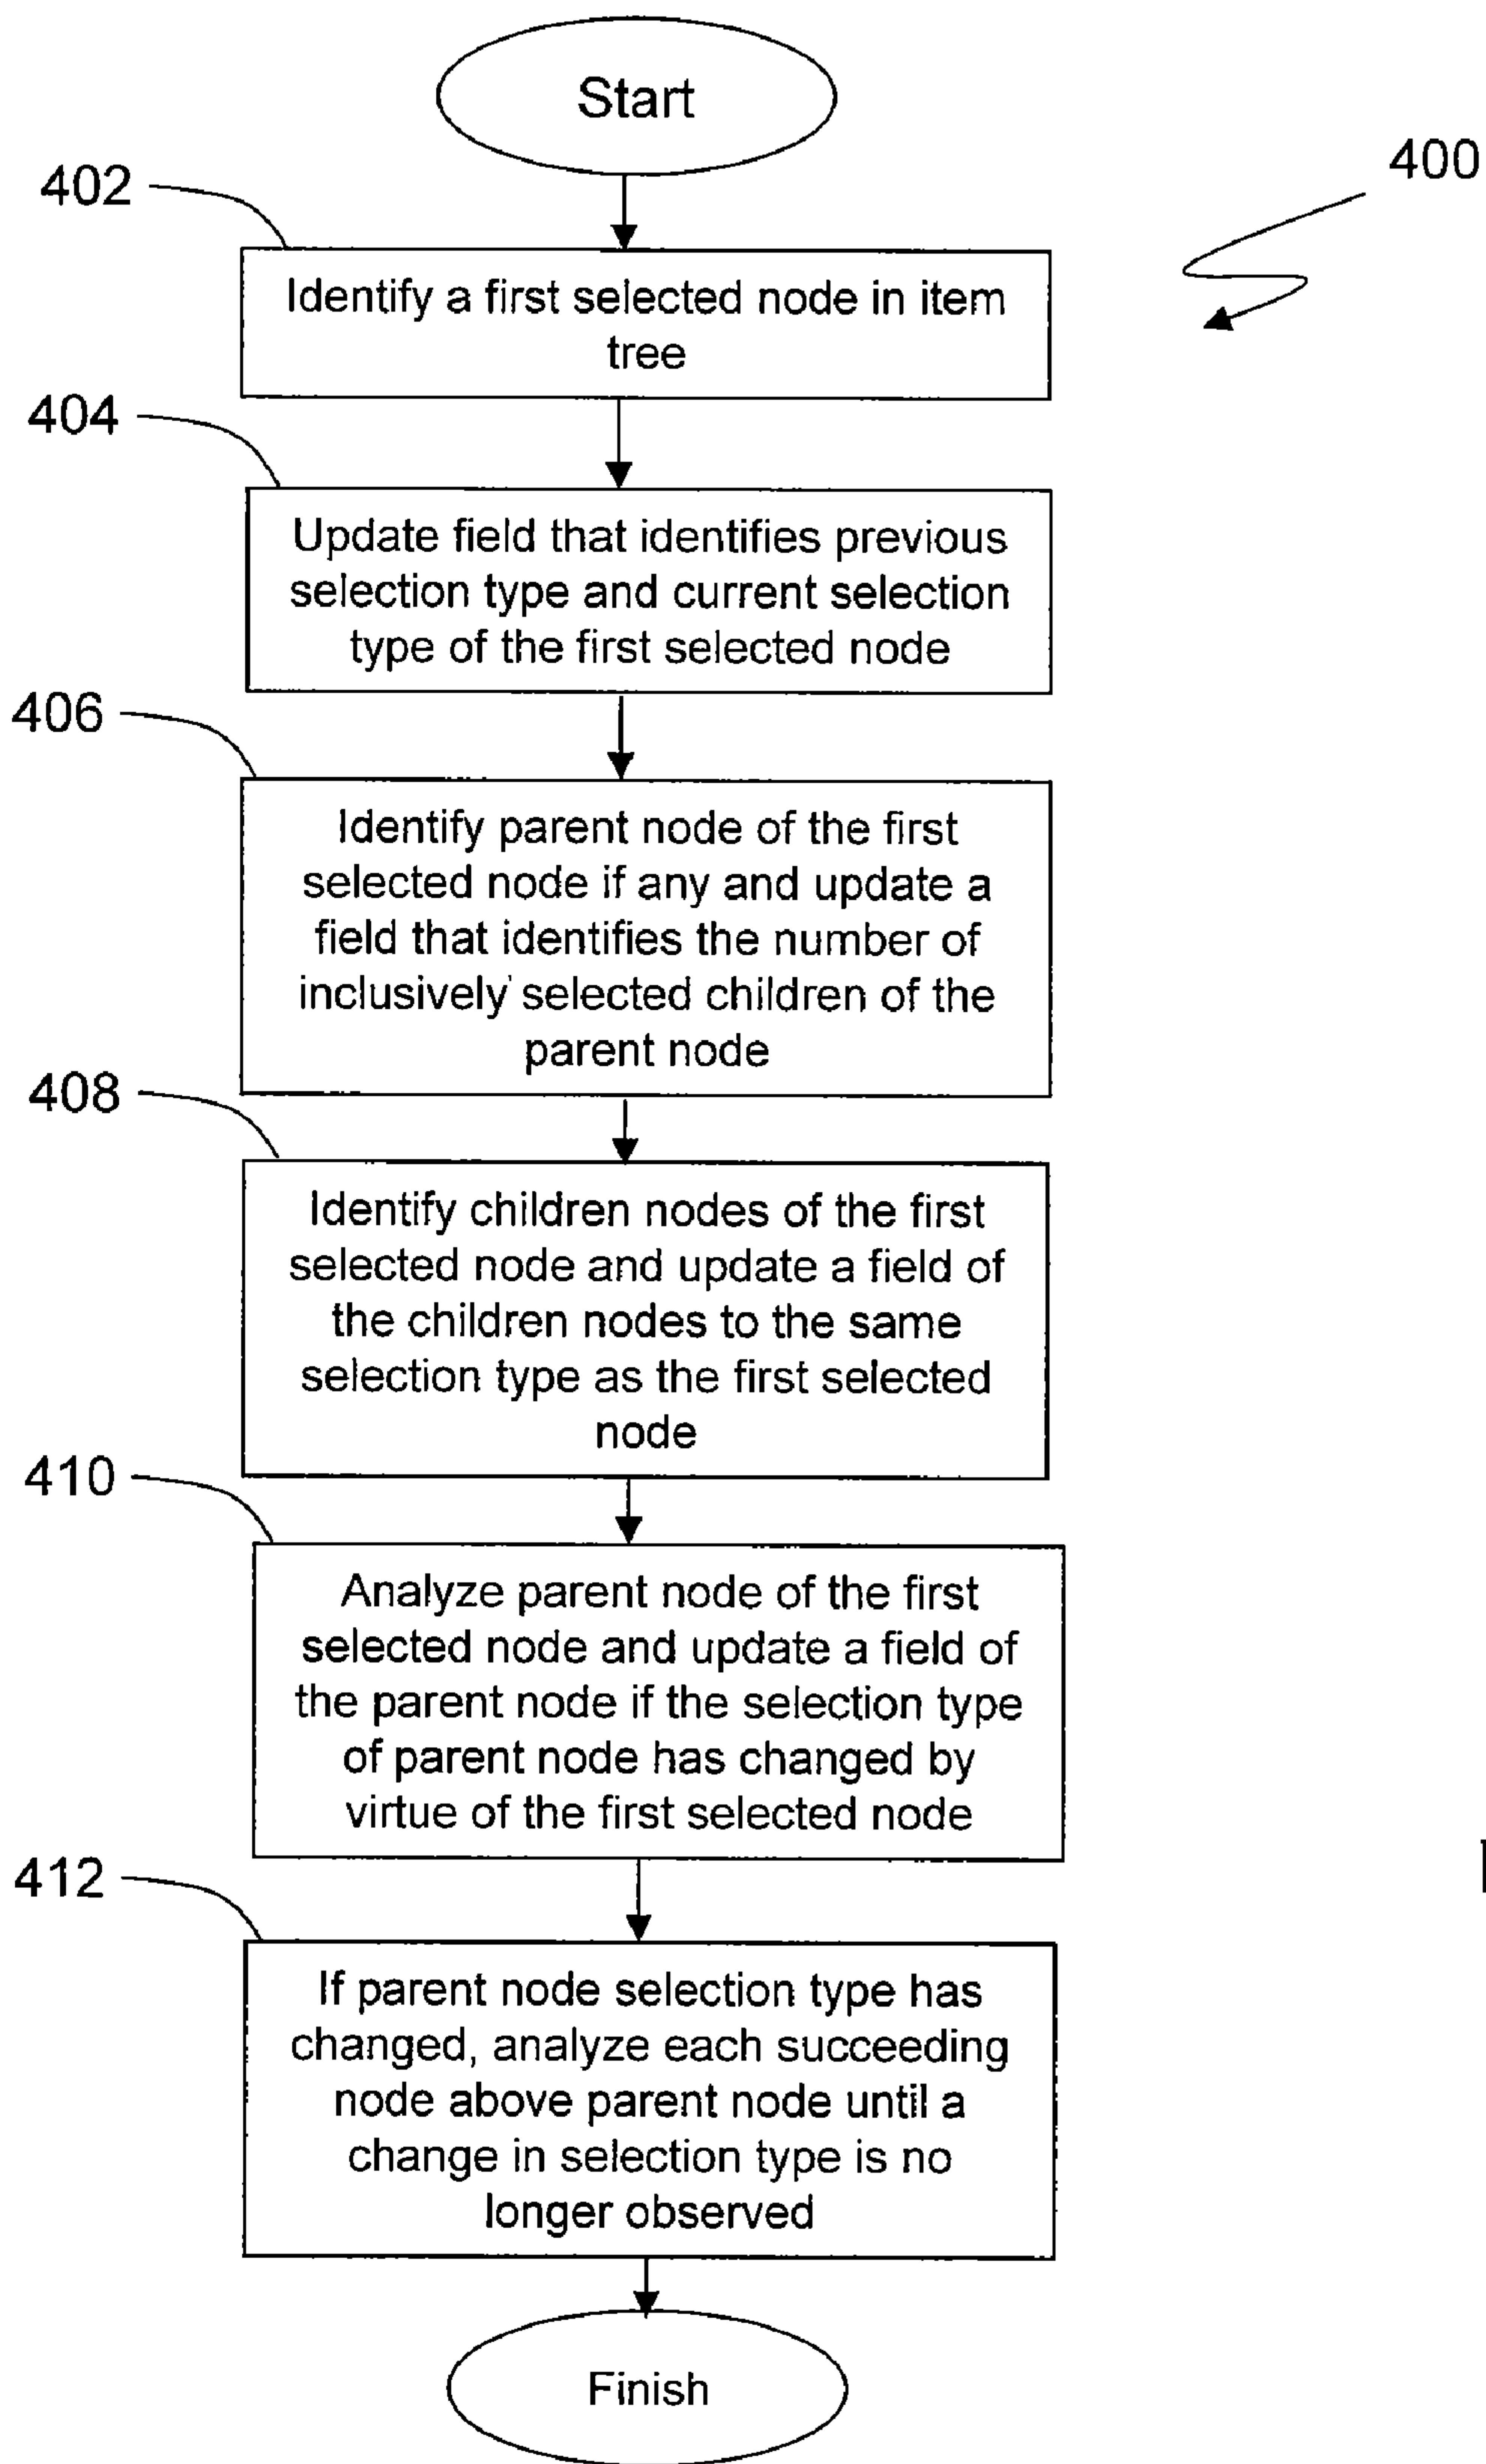 Start
400
402
Identify a first selected node in item
tree
404
Update field that identifies previous
selection type and current selection
type of the first selected node
406
Identify parent node of the first
selected node if any and update a
field that identifies the number of
inclusively selected children of the
parent node
408
Identify children nodes of the first
selected node and update a field of
the children nodes to the same
selection type as the first selected
node
410
Analyze parent node of the first
selected node and update a field of
the parent node if the selection type
of parent node has changed by
virtue of the first selected node
412
If parent node selection type has
changed, analyze each succeeding
node above parent node until a
change in selection type is no
longer observed
Finish